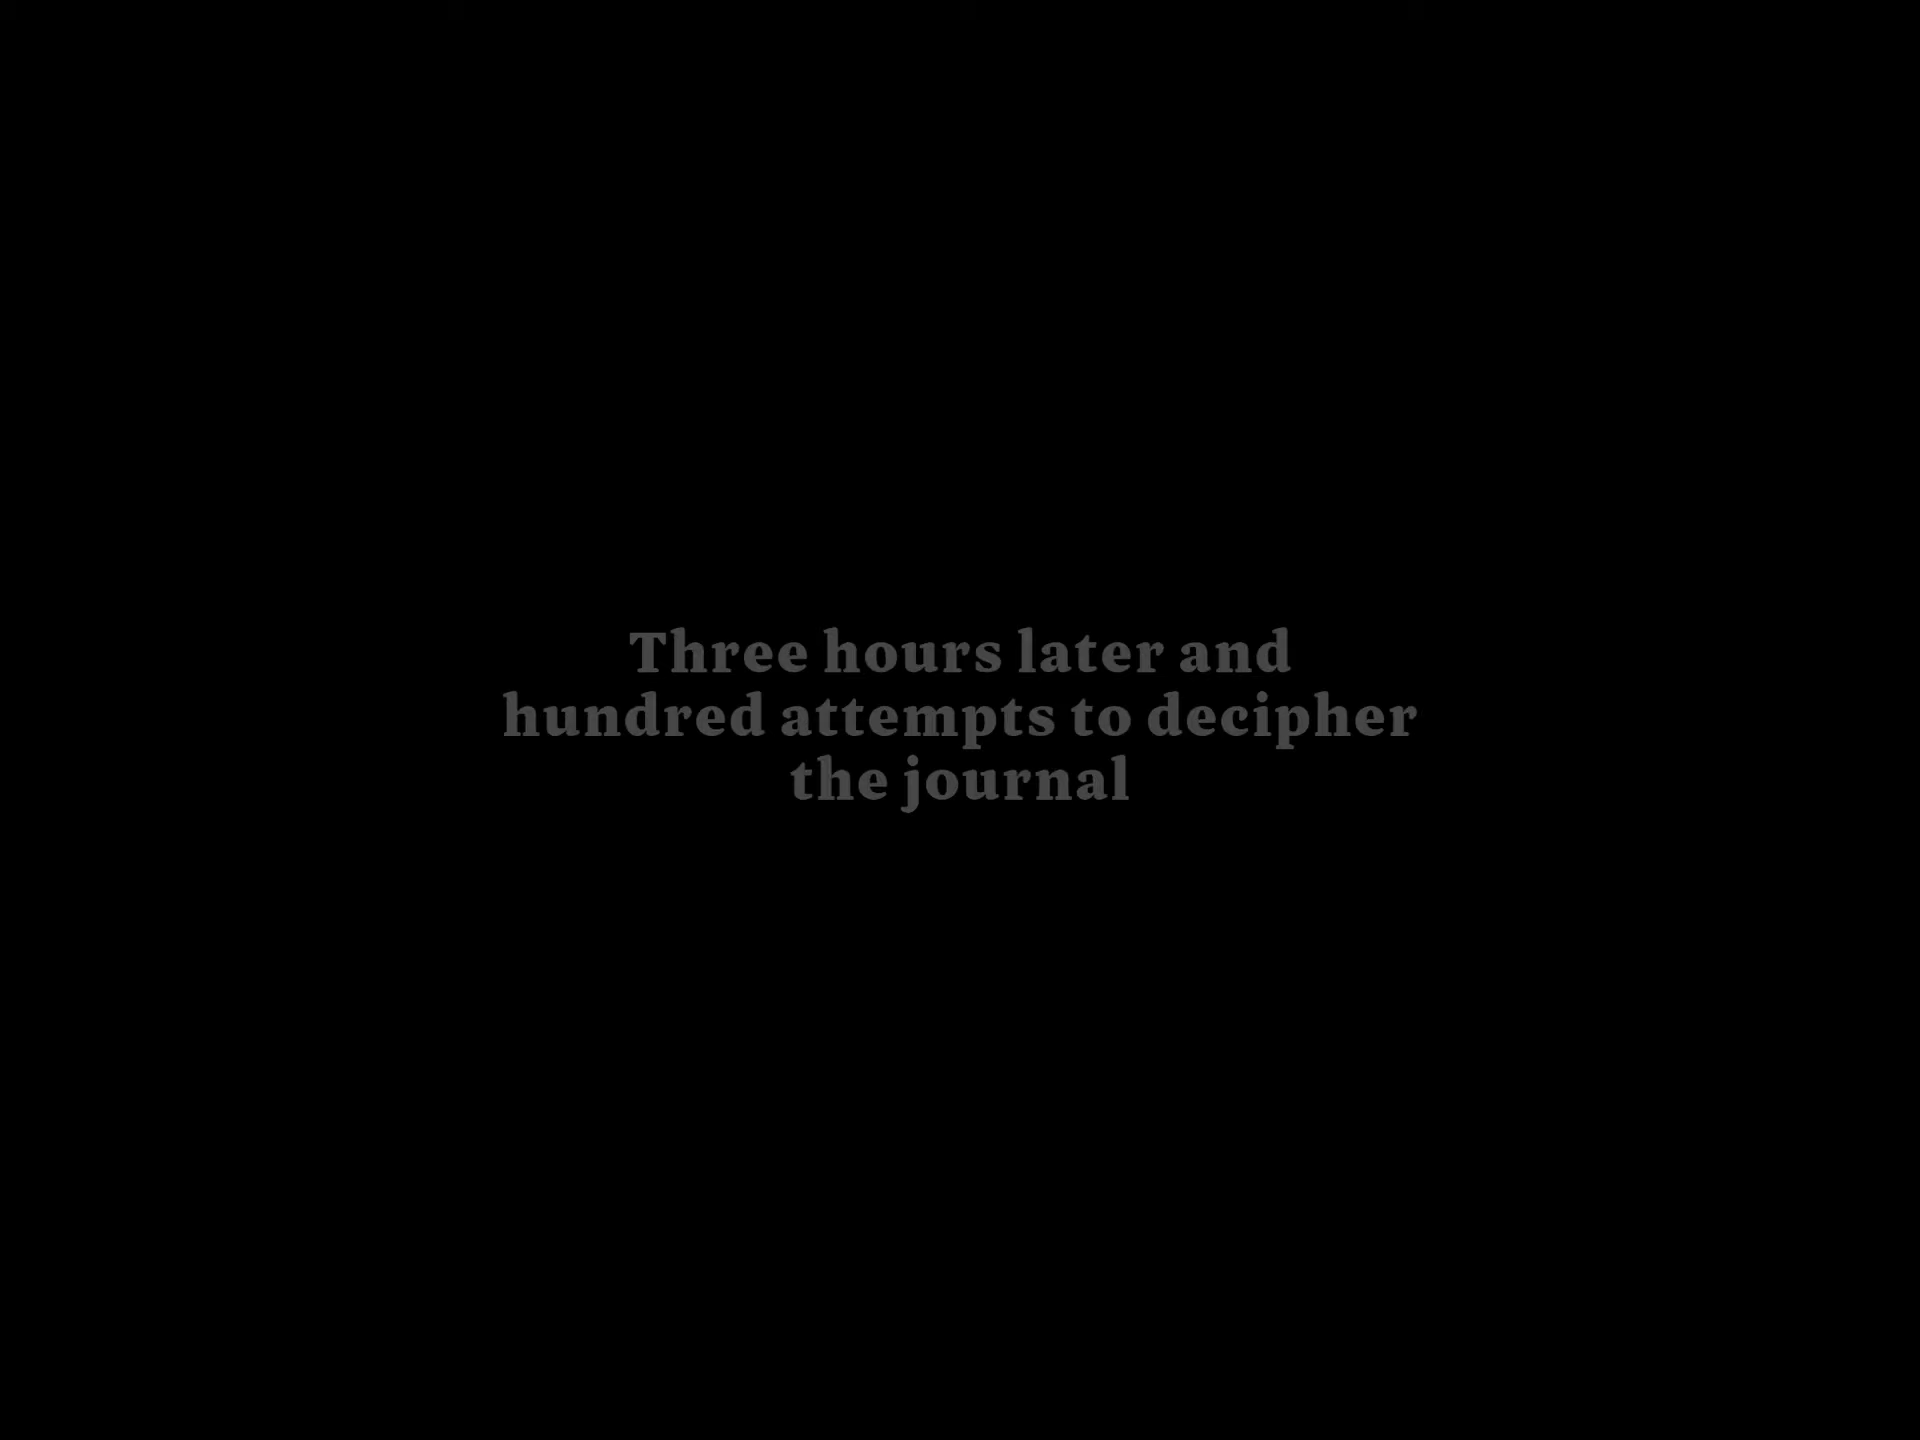 Three hours later and
hundred attempts to decipher
the journal